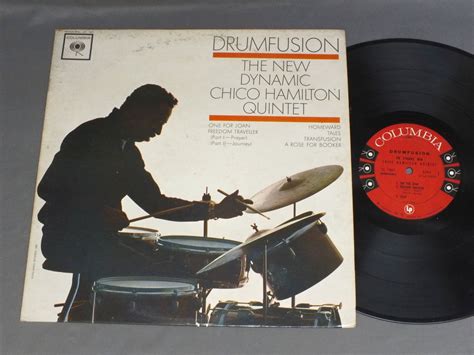 COLUMBIA
DRUMFUSION
THE NEW
DYNAMIC
CHICO HAMILTON
QUINTET
ONE FOR JOAN
FREEDOM TRAVELER
(Part I—Prayer)
(Part II—Journey)
HOMEWARD
TALES
TRANSFUSION
A ROSE FOR BOOKER
COLUMBIA
DRUMFUSION